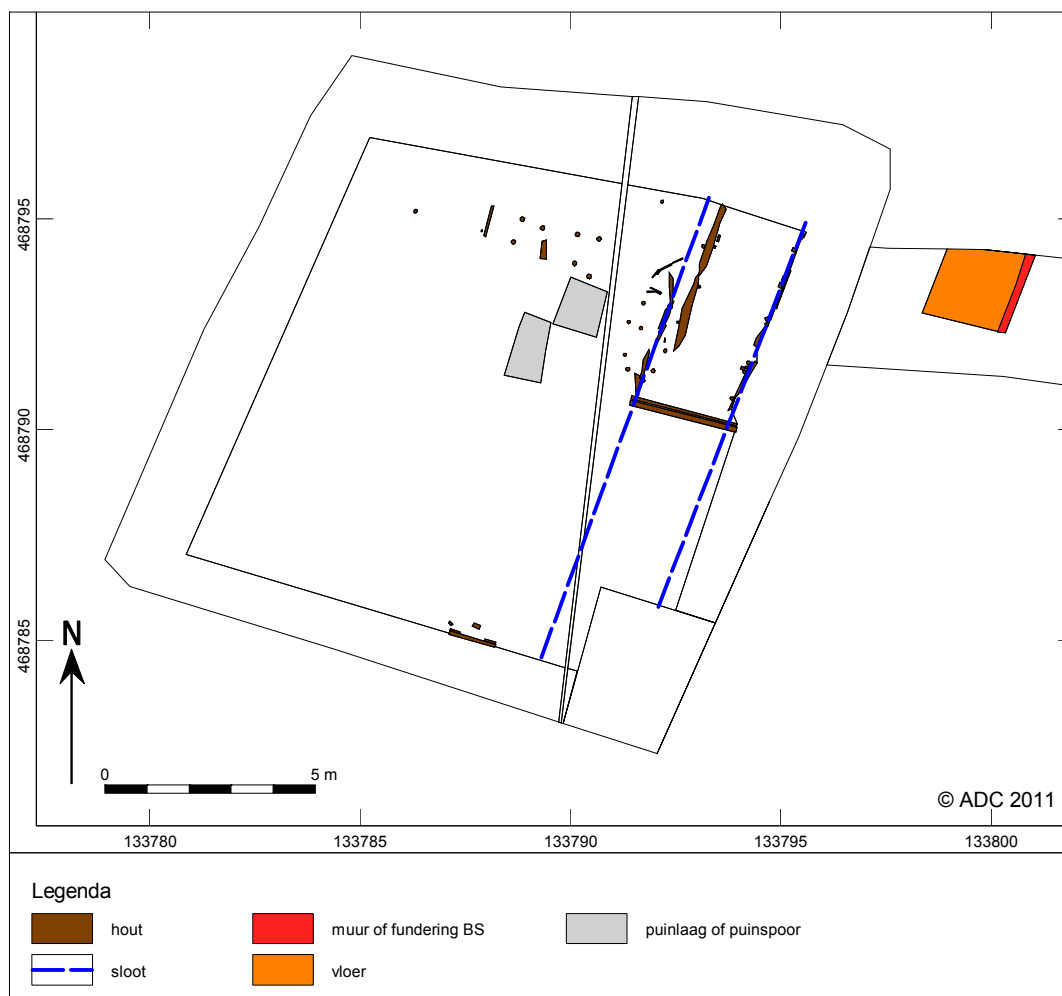 468795
468790
468785
N
0 5 m
© ADC 2011
133780 133785 133790 133795 133800
Legenda
hout muur of fundering BS puinlaag of puinspoor
sloot vloer